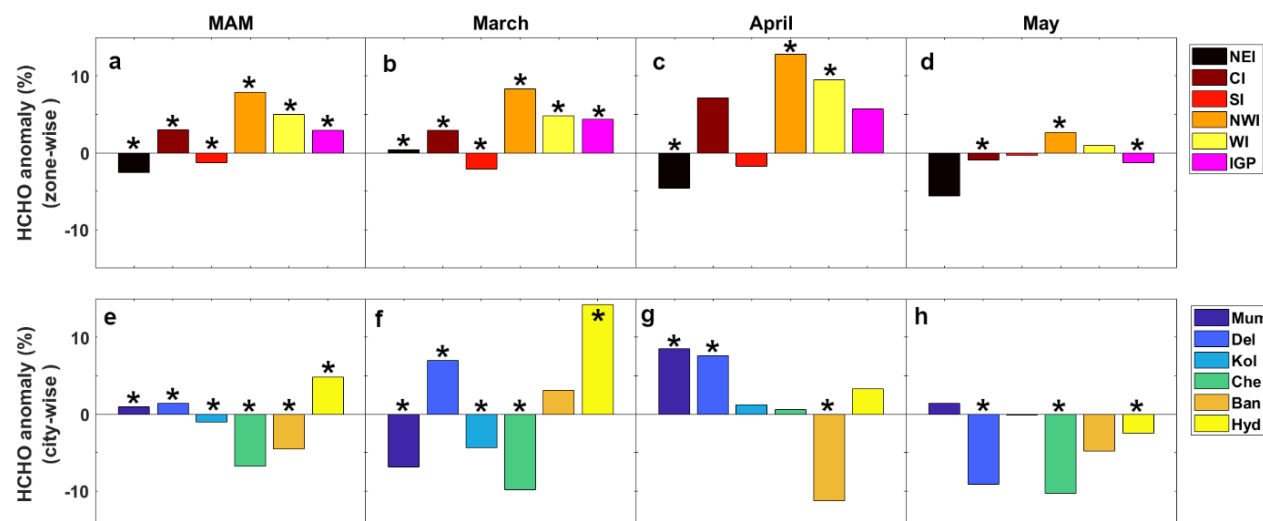 MAM March April May
HCHO anomaly (%)
(zone-wise)
10
0
-10
a
* * * * * *
b
* * * * * *
c
* * *
d
* * *
NEI
CI
SI
NWI
WI
IGP
HCHO anomaly (%)
(city-wise)
10
0
-10
e
* * * * * *
f
* * * * *
g
* * *
h
* * *
Mum
Del
Kol
Che
Ban
Hyd